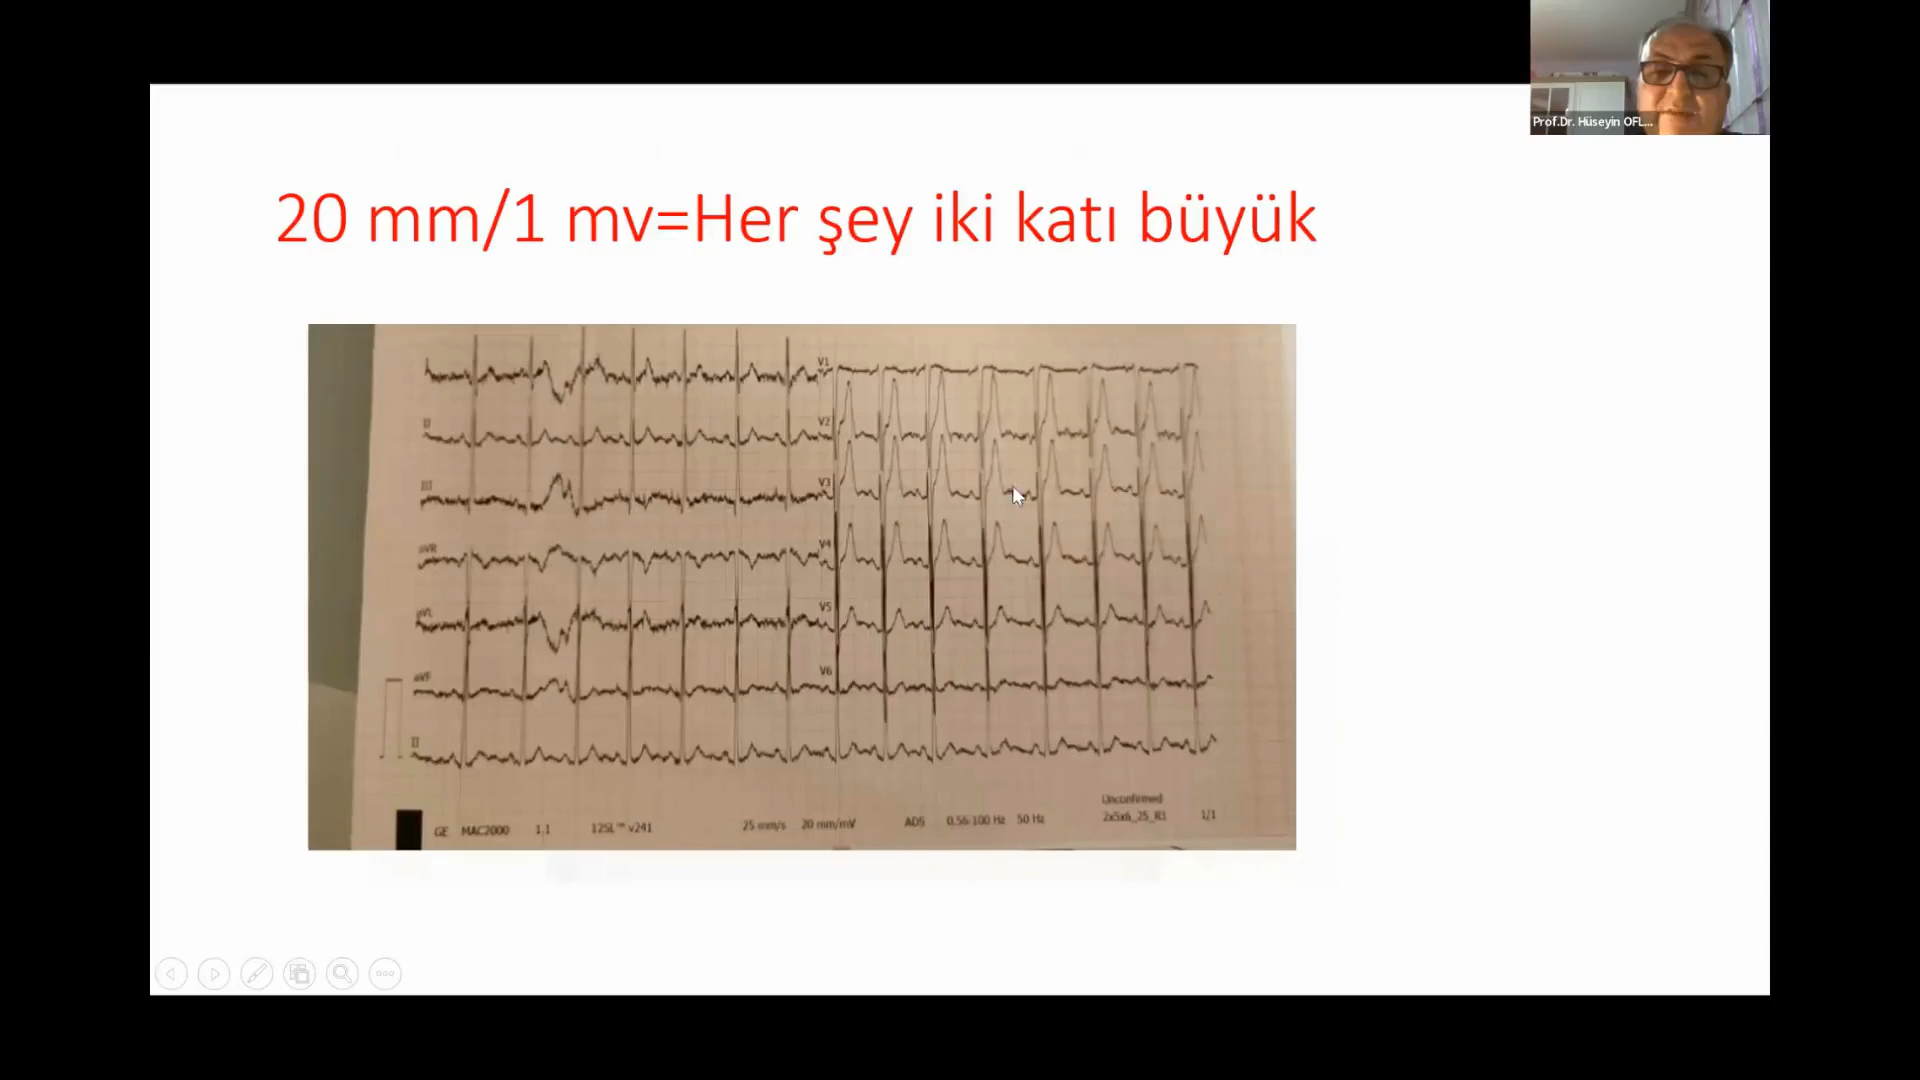 Prof.Dr. Hüseyin OFL...
20 mm/1 mv=Her şey iki katı büyük
V1
II
V2
III
V3
aVR
V4
aVL
V5
aVF
V6
II
Unconfirmed
GE MAC2000 1.1 12SL™ v241 25 mm/s 20 mm/mV ADS 0.56-100 Hz 50 Hz 2x5x6_25_R1 1/1